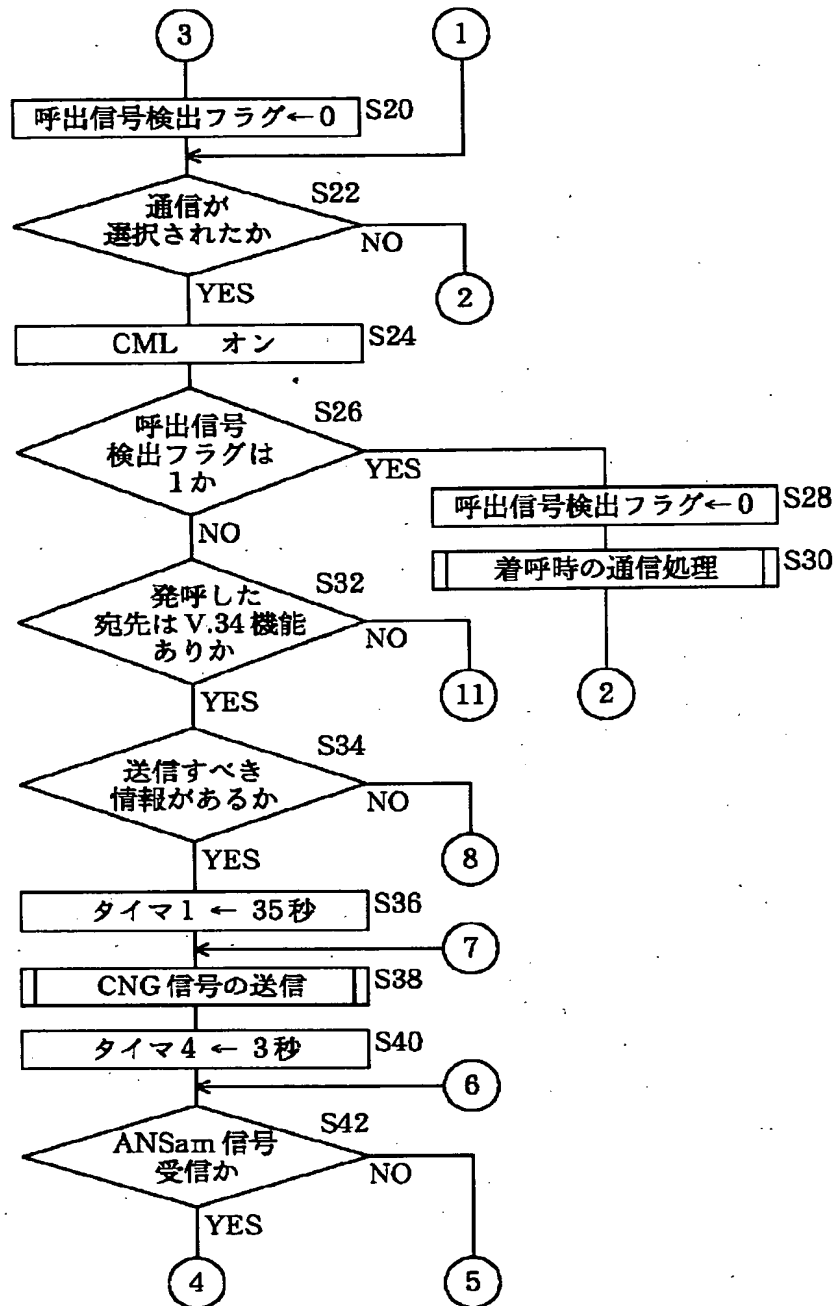 3
1
呼出信号検出フラグ←0 S20
S22
通信が
選択されたか
NO
2
YES
CML オン S24
S26
呼出信号
検出フラグは
1か
YES
呼出信号検出フラグ←0 S28
着呼時の通信処理 S30
2
NO
S32
発呼した
宛先はV.34機能
ありか
NO
11
YES
S34
送信すべき
情報があるか
NO
8
YES
タイマ1 ← 35秒 S36
7
CNG信号の送信 S38
タイマ4 ← 3秒 S40
6
S42
ANSam信号
受信か
NO
YES
4
5